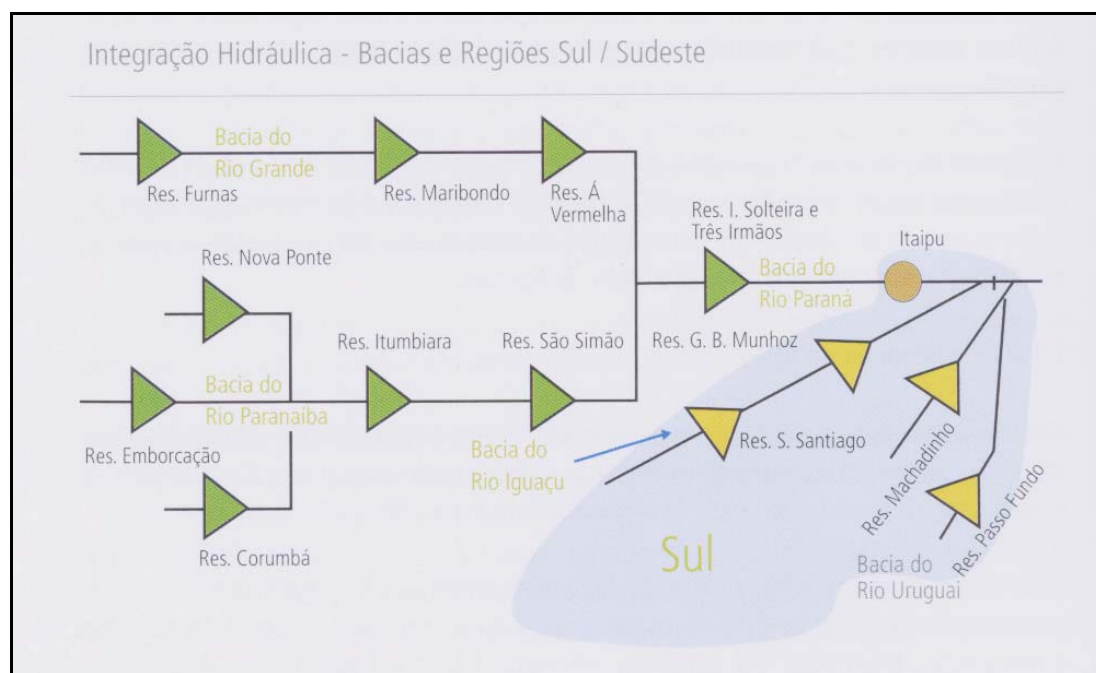 Integração Hidráulica - Bacias e Regiões Sul / Sudeste
Bacia do
Rio Grande
Res. Furnas
Res. Maribondo
Res. Á
Vermelha
Res. I. Solteira e
Três Irmãos
Itaipu
Bacia do
Rio Paraná
Res. Nova Ponte
Res. Itumbiara
Res. São Simão
Res. G. B. Munhoz
Bacia do
Rio Paranaíba
Res. Emborcação
Bacia do
Rio Iguaçu
Res. S. Santiago
Res. Machadinho
Res. Passo Fundo
Res. Corumbá
Sul
Bacia do
Rio Uruguai